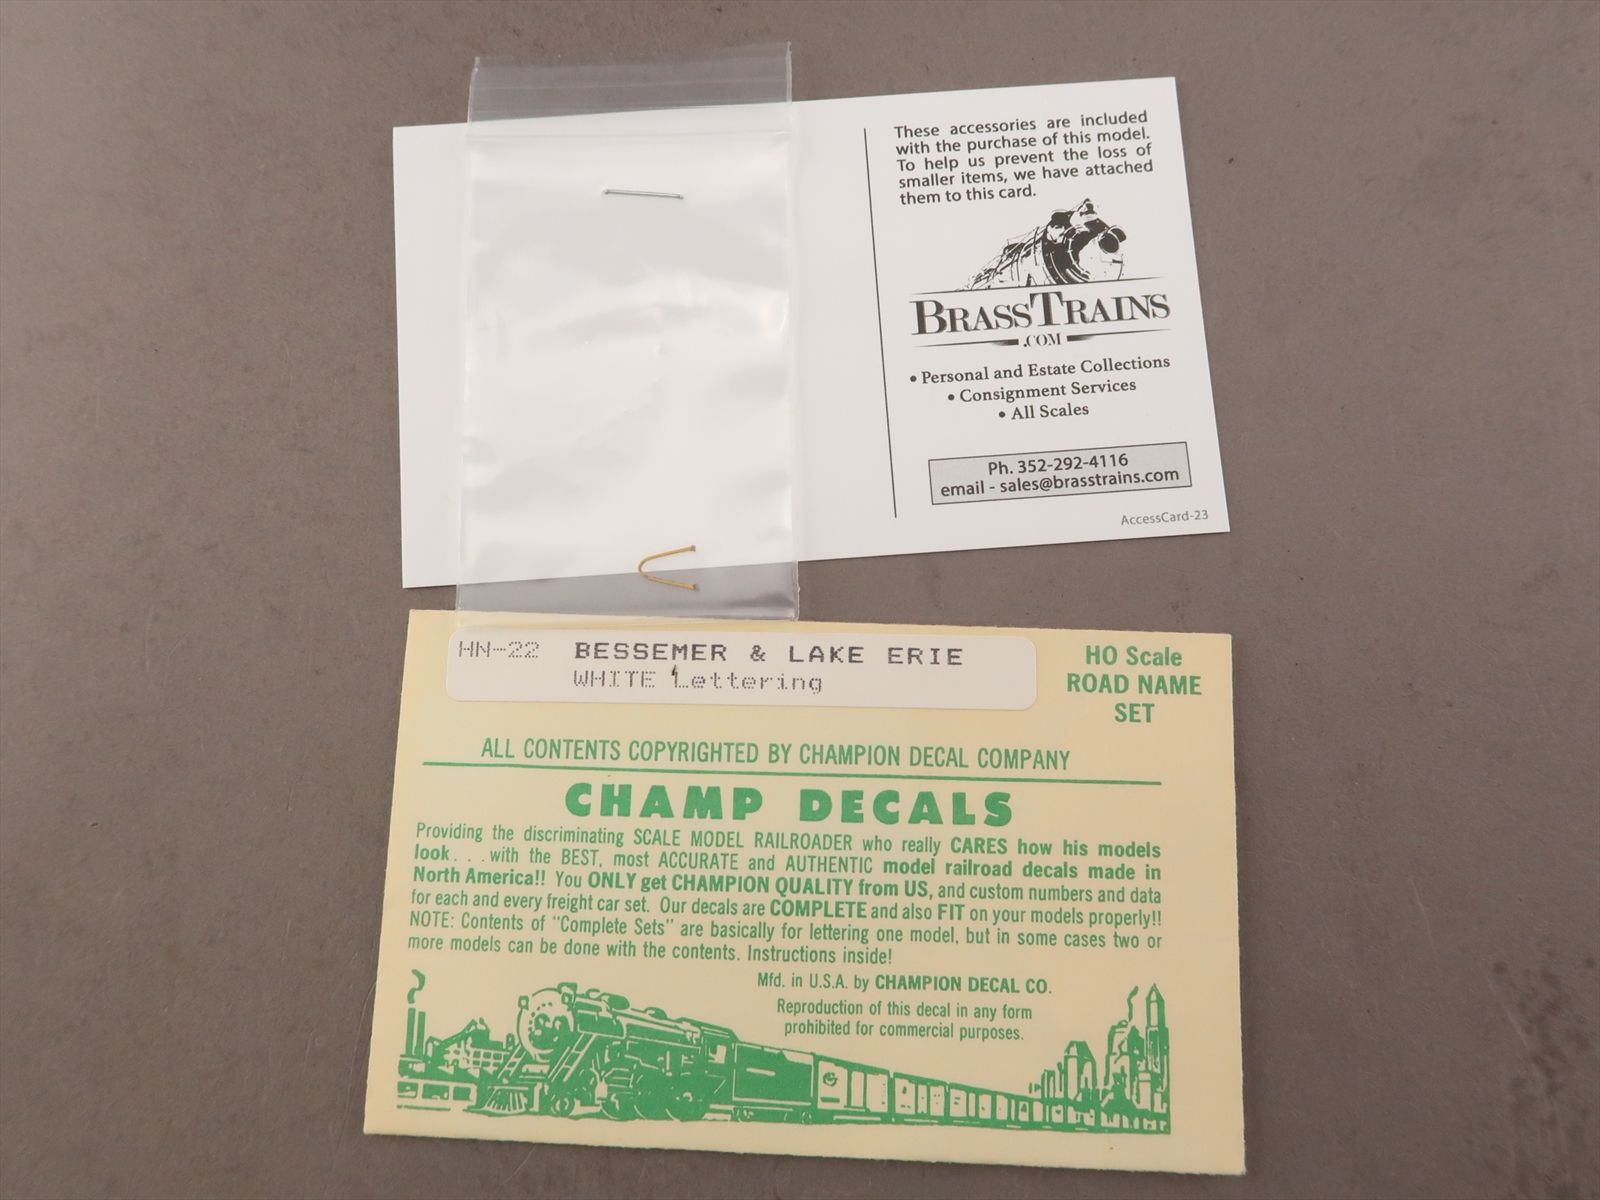 These accessories are included
with the purchase of this model.
To help us prevent the loss of
smaller items, we have attached
them to this card.
BRASSTRAINS
.COM
• Personal and Estate Collections
• Consignment Services
• All Scales
Ph. 352-292-4116
email - sales@brasstrains.com
AccessCard-23
HN-22 BESSEMER & LAKE ERIE
WHITE Lettering
HO Scale
ROAD NAME
SET
ALL CONTENTS COPYRIGHTED BY CHAMPION DECAL COMPANY
CHAMP DECALS
Providing the discriminating SCALE MODEL RAILROADER who really CARES how his models
look. . . with the BEST, most ACCURATE and AUTHENTIC model railroad decals made in
North America!! You ONLY get CHAMPION QUALITY from US, and custom numbers and data
for each and every freight car set. Our decals are COMPLETE and also FIT on your models properly!!
NOTE: Contents of "Complete Sets" are basically for lettering one model, but in some cases two or
more models can be done with the contents. Instructions inside!
Mfd. in U.S.A. by CHAMPION DECAL CO.
Reproduction of this decal in any form
prohibited for commercial purposes.